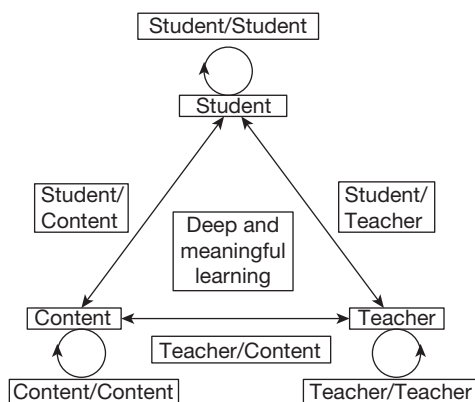 Student/Student
Student
Student/
Content
Student/
Teacher
Deep and
meaningful
learning
Content
Teacher
Teacher/Content
Content/Content
Teacher/Teacher